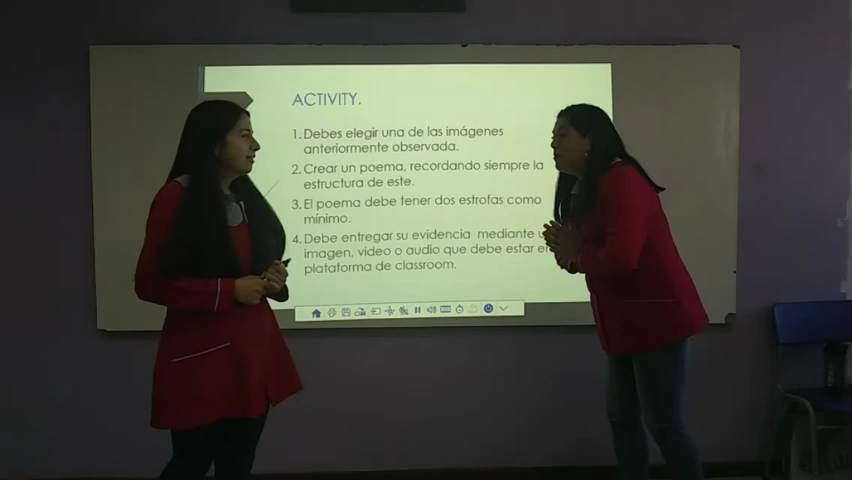 ACTIVITY.
1. Debes elegir una de las imágenes
anteriormente observada.
2. Crear un poema, recordando siempre la
estructura de este.
3. El poema debe tener dos estrofas como
mínimo.
4. Debe entregar su evidencia mediante
imagen, video o audio que debe estar
plataforma de classroom.